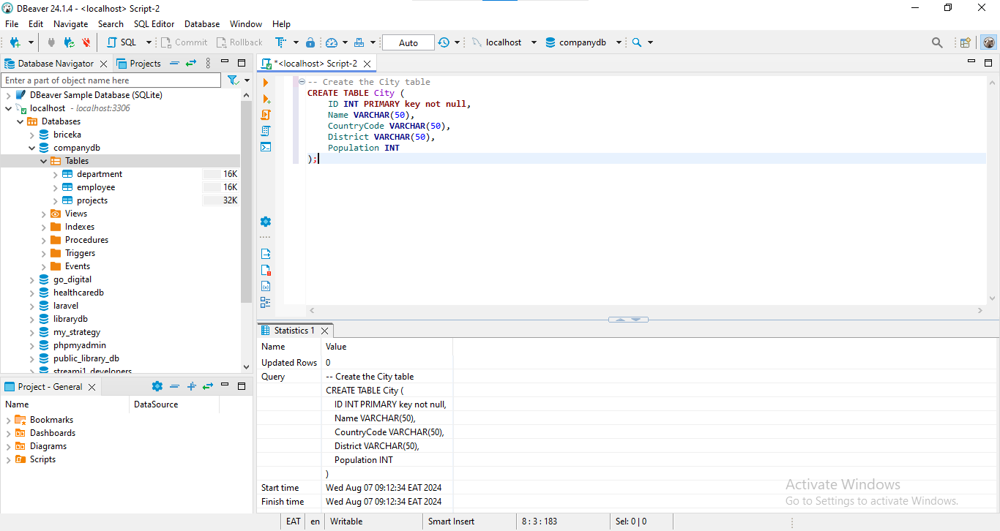 DBeaver 24.1.4 - <localhost> Script-2
File Edit Navigate Search SQL Editor Database Window Help
SQL Commit Rollback Auto localhost companydb
Database Navigator Projects
Enter a part of object name here
DBeaver Sample Database (SQLite)
localhost - localhost:3306
Databases
briceka
companydb
Tables
department 16K
employee 16K
projects 32K
Views
Indexes
Procedures
Triggers
Events
go_digital
healthcaredb
laravel
librarydb
my_strategy
phpmyadmin
public_library_db
streami1_developers
Project - General
Name DataSource
Bookmarks
Dashboards
Diagrams
Scripts
*<localhost> Script-2
-- Create the City table
CREATE TABLE City (
ID INT PRIMARY key not null,
Name VARCHAR(50),
CountryCode VARCHAR(50),
District VARCHAR(50),
Population INT
);
Statistics 1
Name Value
Updated Rows 0
Query -- Create the City table
CREATE TABLE City (
ID INT PRIMARY key not null,
Name VARCHAR(50),
CountryCode VARCHAR(50),
District VARCHAR(50),
Population INT
)
Start time Wed Aug 07 09:12:34 EAT 2024
Finish time Wed Aug 07 09:12:34 EAT 2024
Activate Windows
Go to Settings to activate Windows.
EAT en Writable Smart Insert 8 : 3 : 183 Sel: 0 | 0